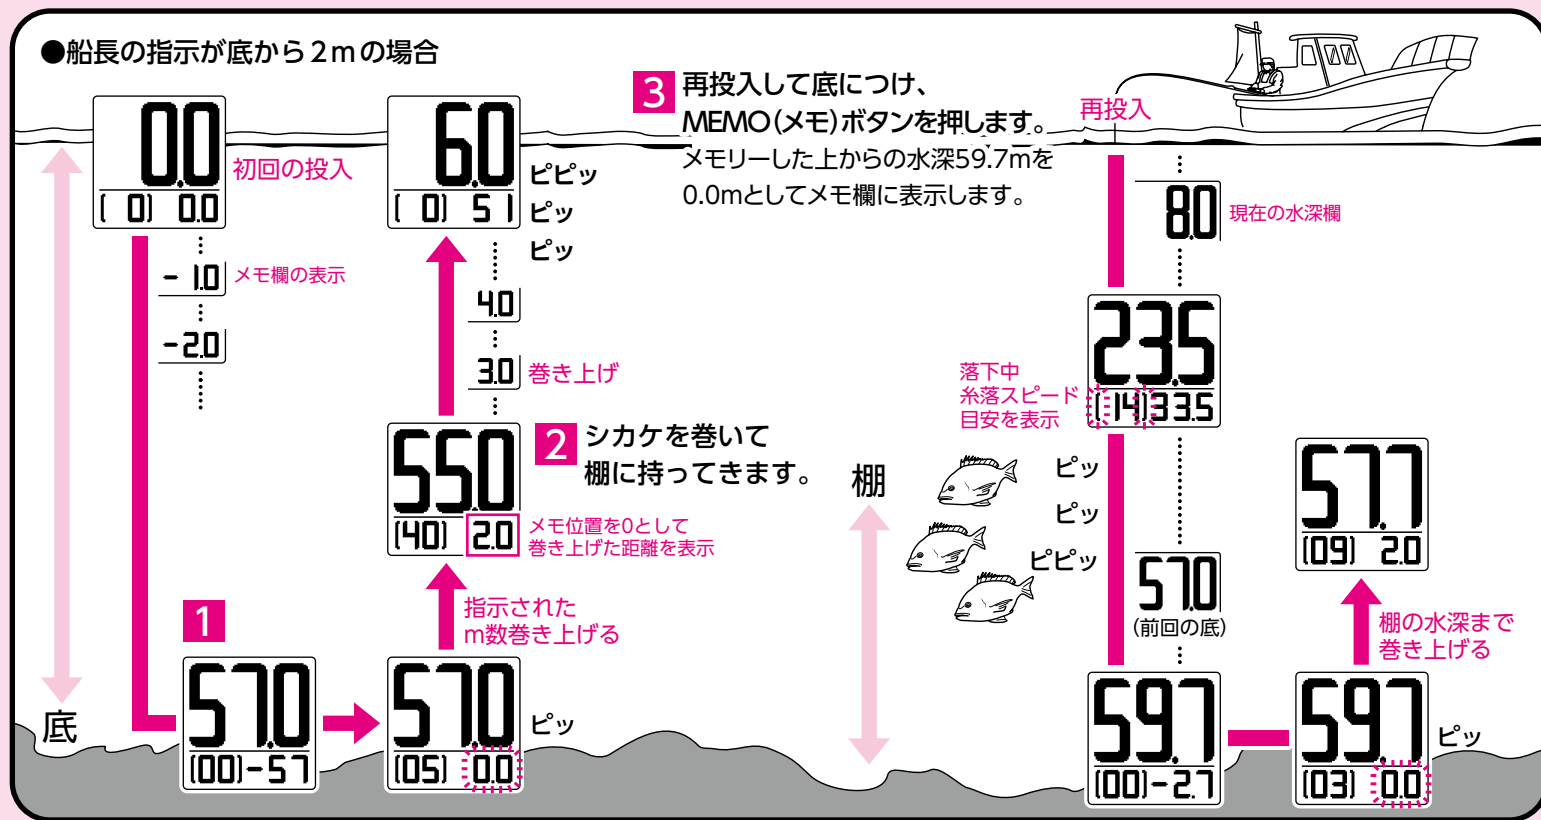 ●船長の指示が底から2mの場合
0.0
( 0) 0.0
初回の投入
- 1.0
メモ欄の表示
-2.0
底
1
57.0
(00)-57
57.0
(05) 0.0
ピッ
指示された
m数巻き上げる
55.0
(40) 2.0
2 シカケを巻いて
棚に持ってきます。
メモ位置を0として
巻き上げた距離を表示
3.0
巻き上げ
4.0
6.0
( 0) 51
ピピッ
ピッ
ピッ
3 再投入して底につけ、
MEMO(メモ)ボタンを押します。
メモリーした上からの水深59.7mを
0.0mとしてメモ欄に表示します。
再投入
8.0
現在の水深欄
23.5
( 14)33.5
落下中
糸落スピード
目安を表示
棚
ピッ
ピッ
ピピッ
57.0
(前回の底)
59.7
(00)-2.7
59.7
(03) 0.0
ピッ
棚の水深まで
巻き上げる
57.7
(09) 2.0